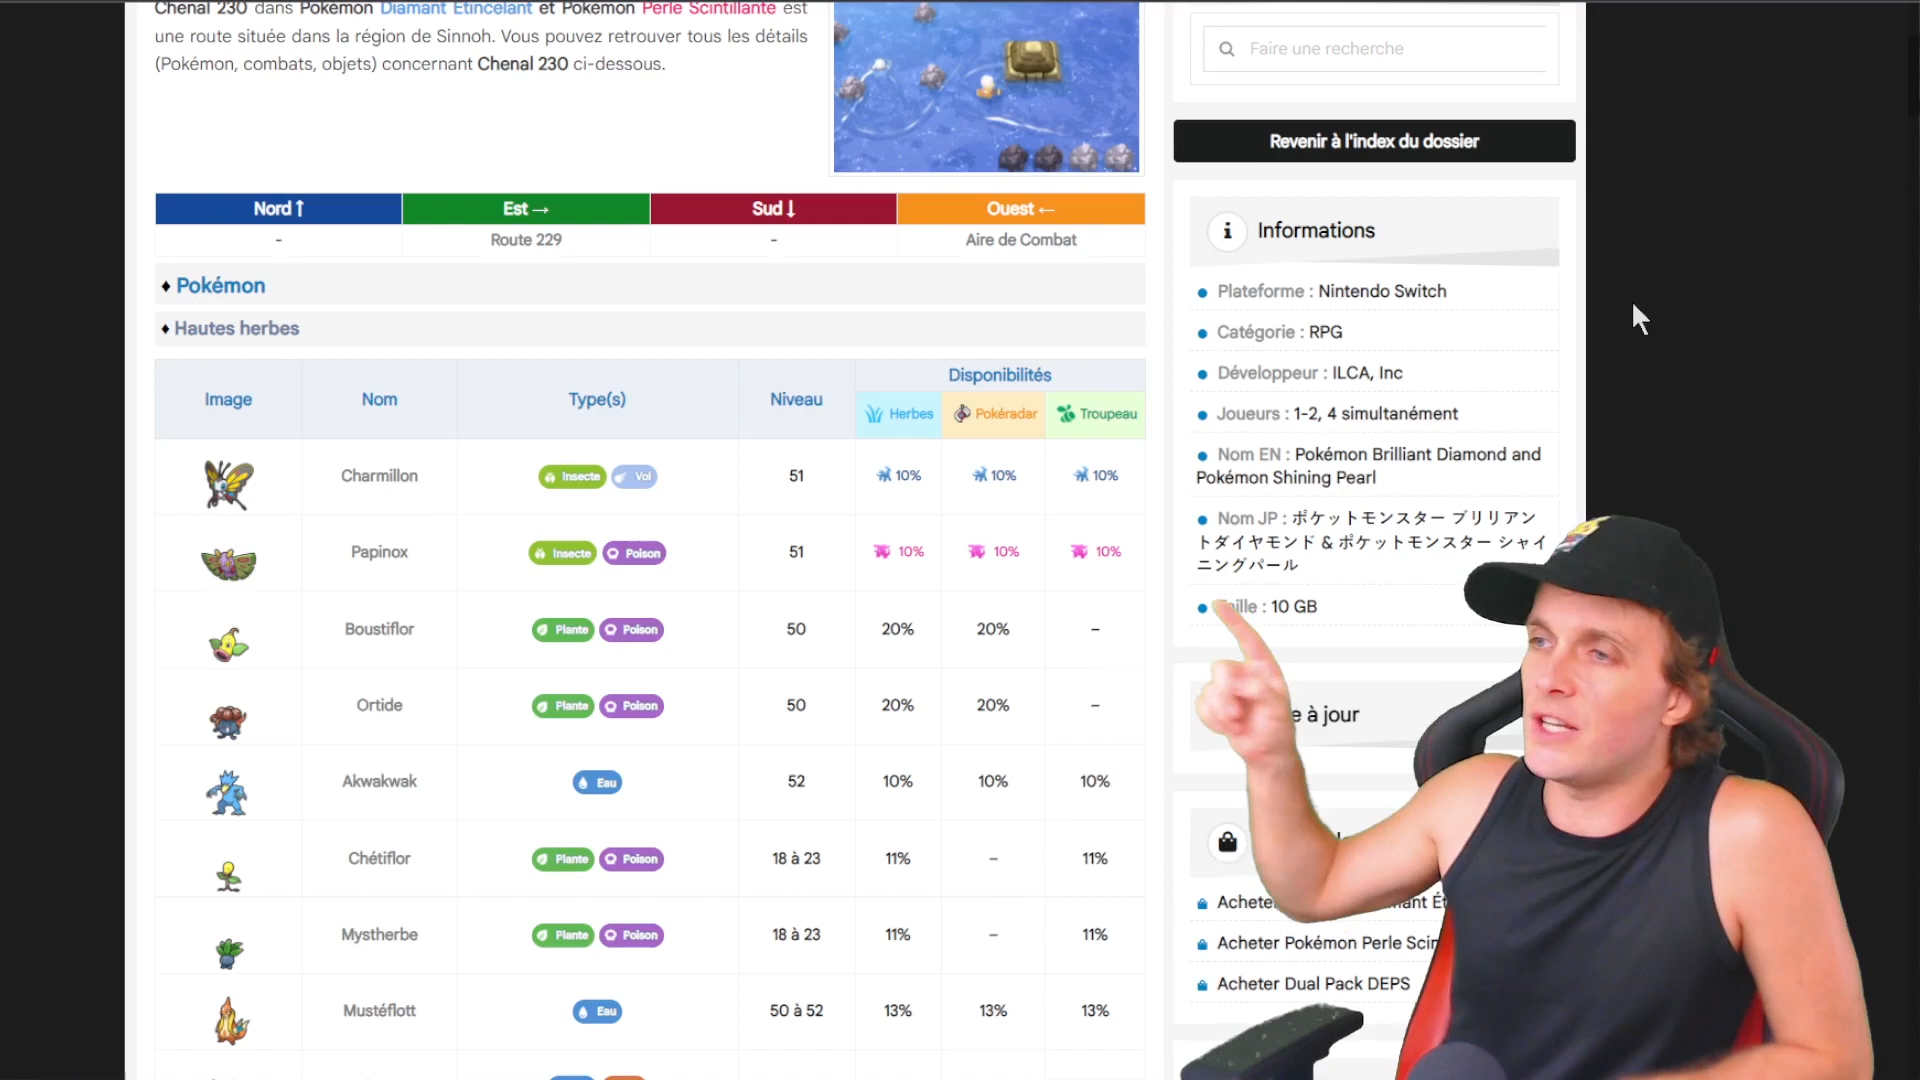 Chenal 230 dans Pokémon Diamant Étincelant et Pokémon Perle Scintillante est
une route située dans la région de Sinnoh. Vous pouvez retrouver tous les détails
(Pokémon, combats, objets) concernant Chenal 230 ci-dessous.
Nord ↑ Est → Sud ↓ Ouest ←
- Route 229 - Aire de Combat
♦ Pokémon
♦ Hautes herbes
Image Nom Type(s) Niveau Disponibilités
Herbes Pokéradar Troupeau
Charmillon Insecte Vol 51 10% 10% 10%
Papinox Insecte Poison 51 10% 10% 10%
Boustiflor Plante Poison 50 20% 20% –
Ortide Plante Poison 50 20% 20% –
Akwakwak Eau 52 10% 10% 10%
Chétiflor Plante Poison 18 à 23 11% – 11%
Mystherbe Plante Poison 18 à 23 11% – 11%
Mustéflott Eau 50 à 52 13% 13% 13%
Faire une recherche
Revenir à l'index du dossier
i Informations
Plateforme : Nintendo Switch
Catégorie : RPG
Développeur : ILCA, Inc
Joueurs : 1-2, 4 simultanément
Nom EN : Pokémon Brilliant Diamond and
Pokémon Shining Pearl
Nom JP : ポケットモンスター ブリリアン
トダイヤモンド & ポケットモンスター シャイ
ニングパール
: 10 GB
à jour
Acheter Pokémon
Acheter Dual Pack DEPS